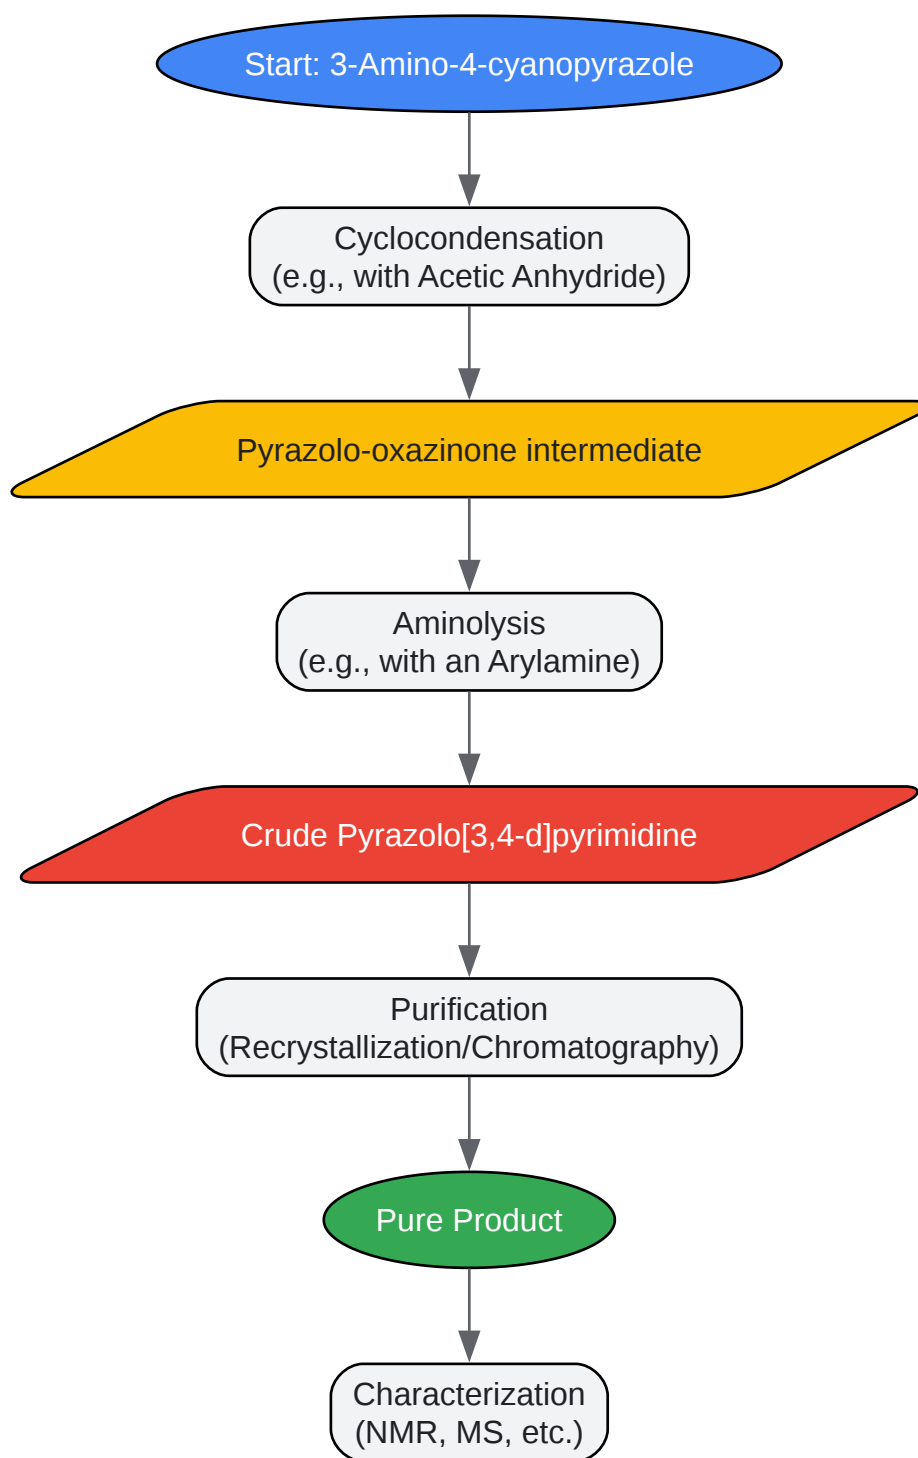 Start: 3-Amino-4-cyanopyrazole
Cyclocondensation
(e.g., with Acetic Anhydride)
Pyrazolo-oxazinone intermediate
Aminolysis
(e.g., with an Arylamine)
Crude Pyrazolo[3,4-d]pyrimidine
Purification
(Recrystallization/Chromatography)
Pure Product
Characterization
(NMR, MS, etc.)